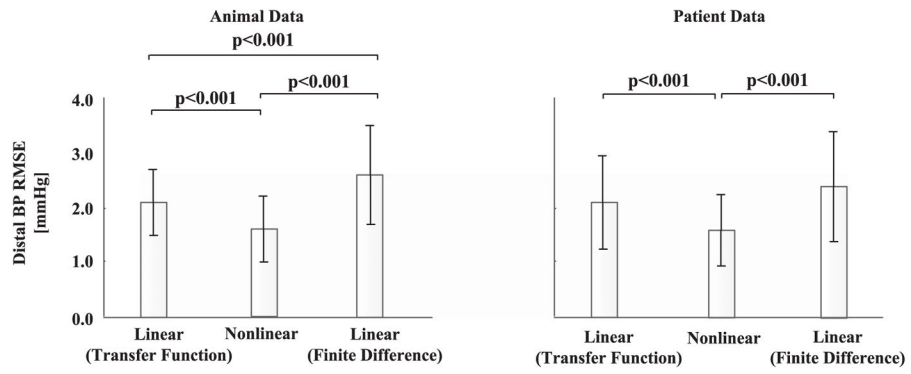 Animal Data
p<0.001
p<0.001
p<0.001
4.0
3.0
2.0
1.0
0.0
Distal BP RMSE
[mmHg]
Linear
(Transfer Function)
Nonlinear
Linear
(Finite Difference)
Patient Data
p<0.001
p<0.001
Linear
(Transfer Function)
Nonlinear
Linear
(Finite Difference)